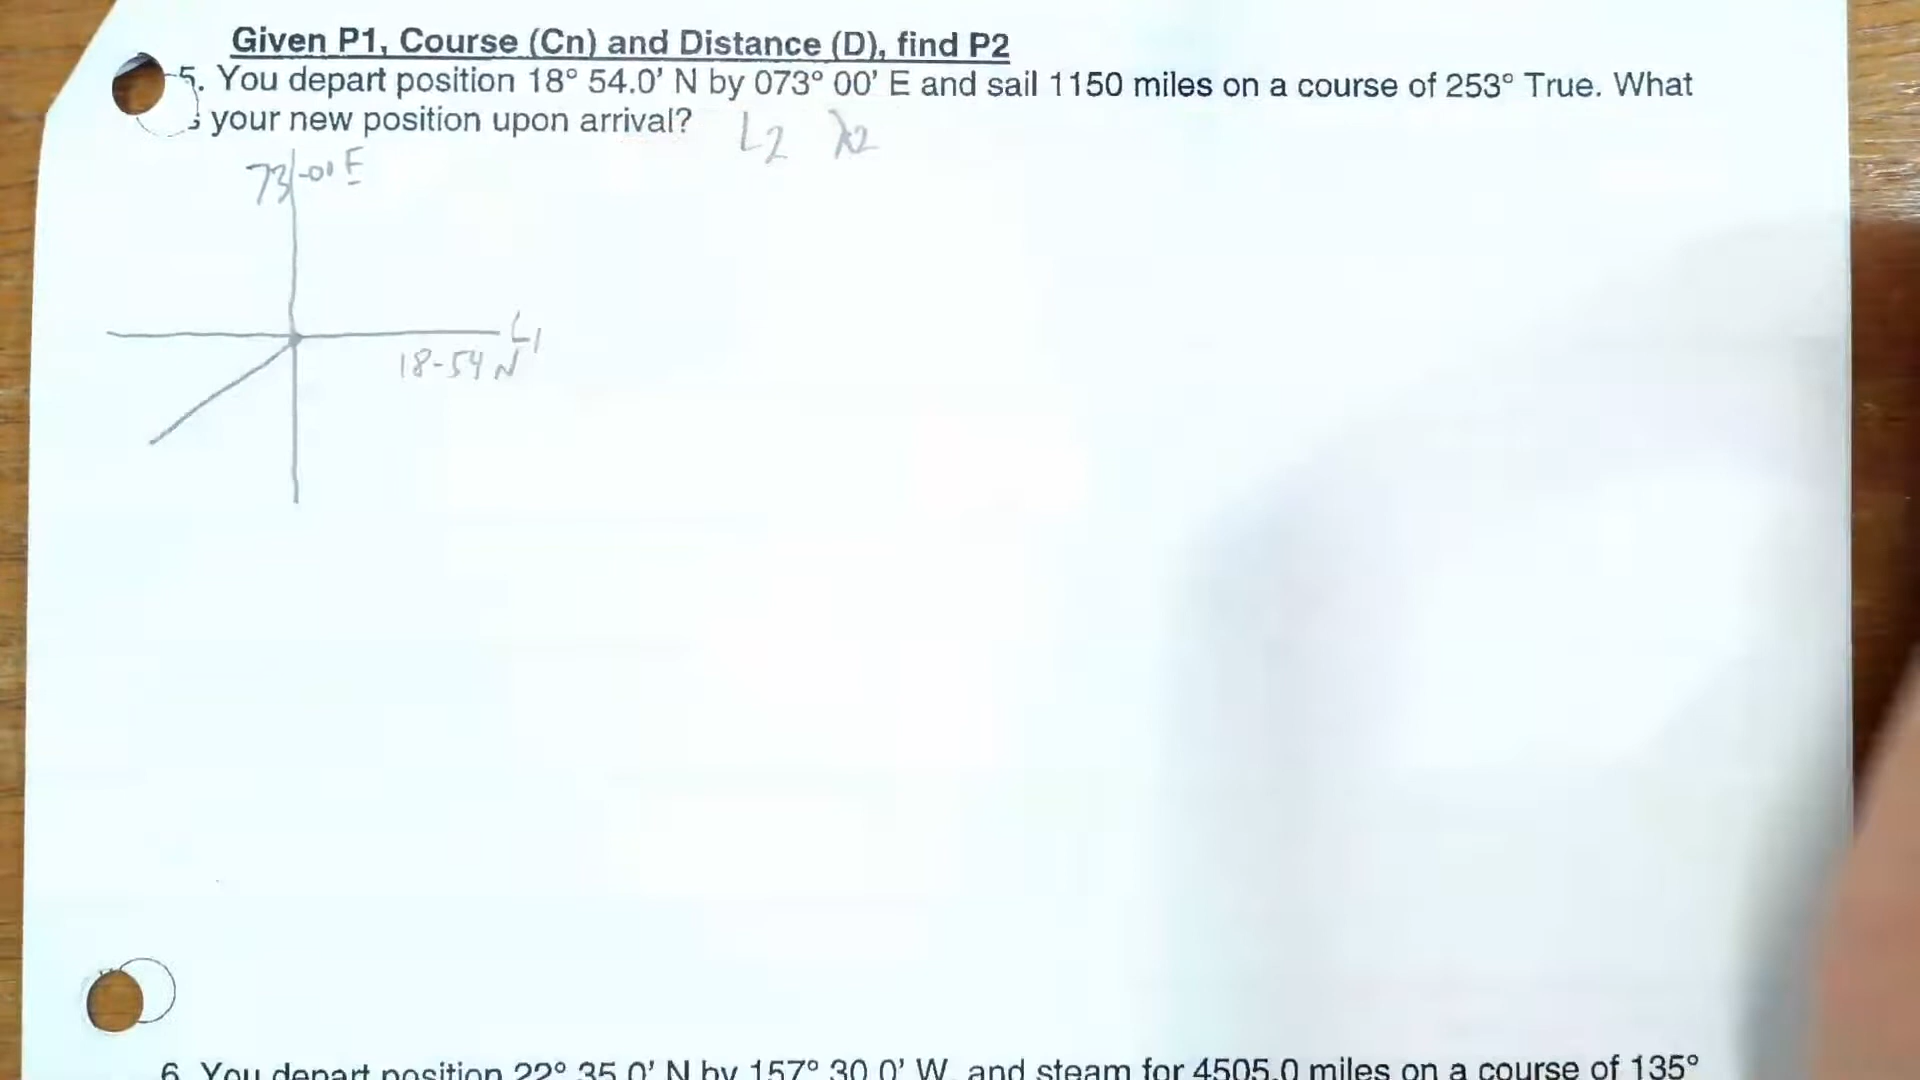 Given P1, Course (Cn) and Distance (D), find P2
5. You depart position 18° 54.0' N by 073° 00' E and sail 1150 miles on a course of 253° True. What
s your new position upon arrival? L2 λ2
73-00 E
L1
18-54 N
6. You depart position 22° 35.0' N by 157° 30.0' W, and steam for 4505.0 miles on a course of 135°